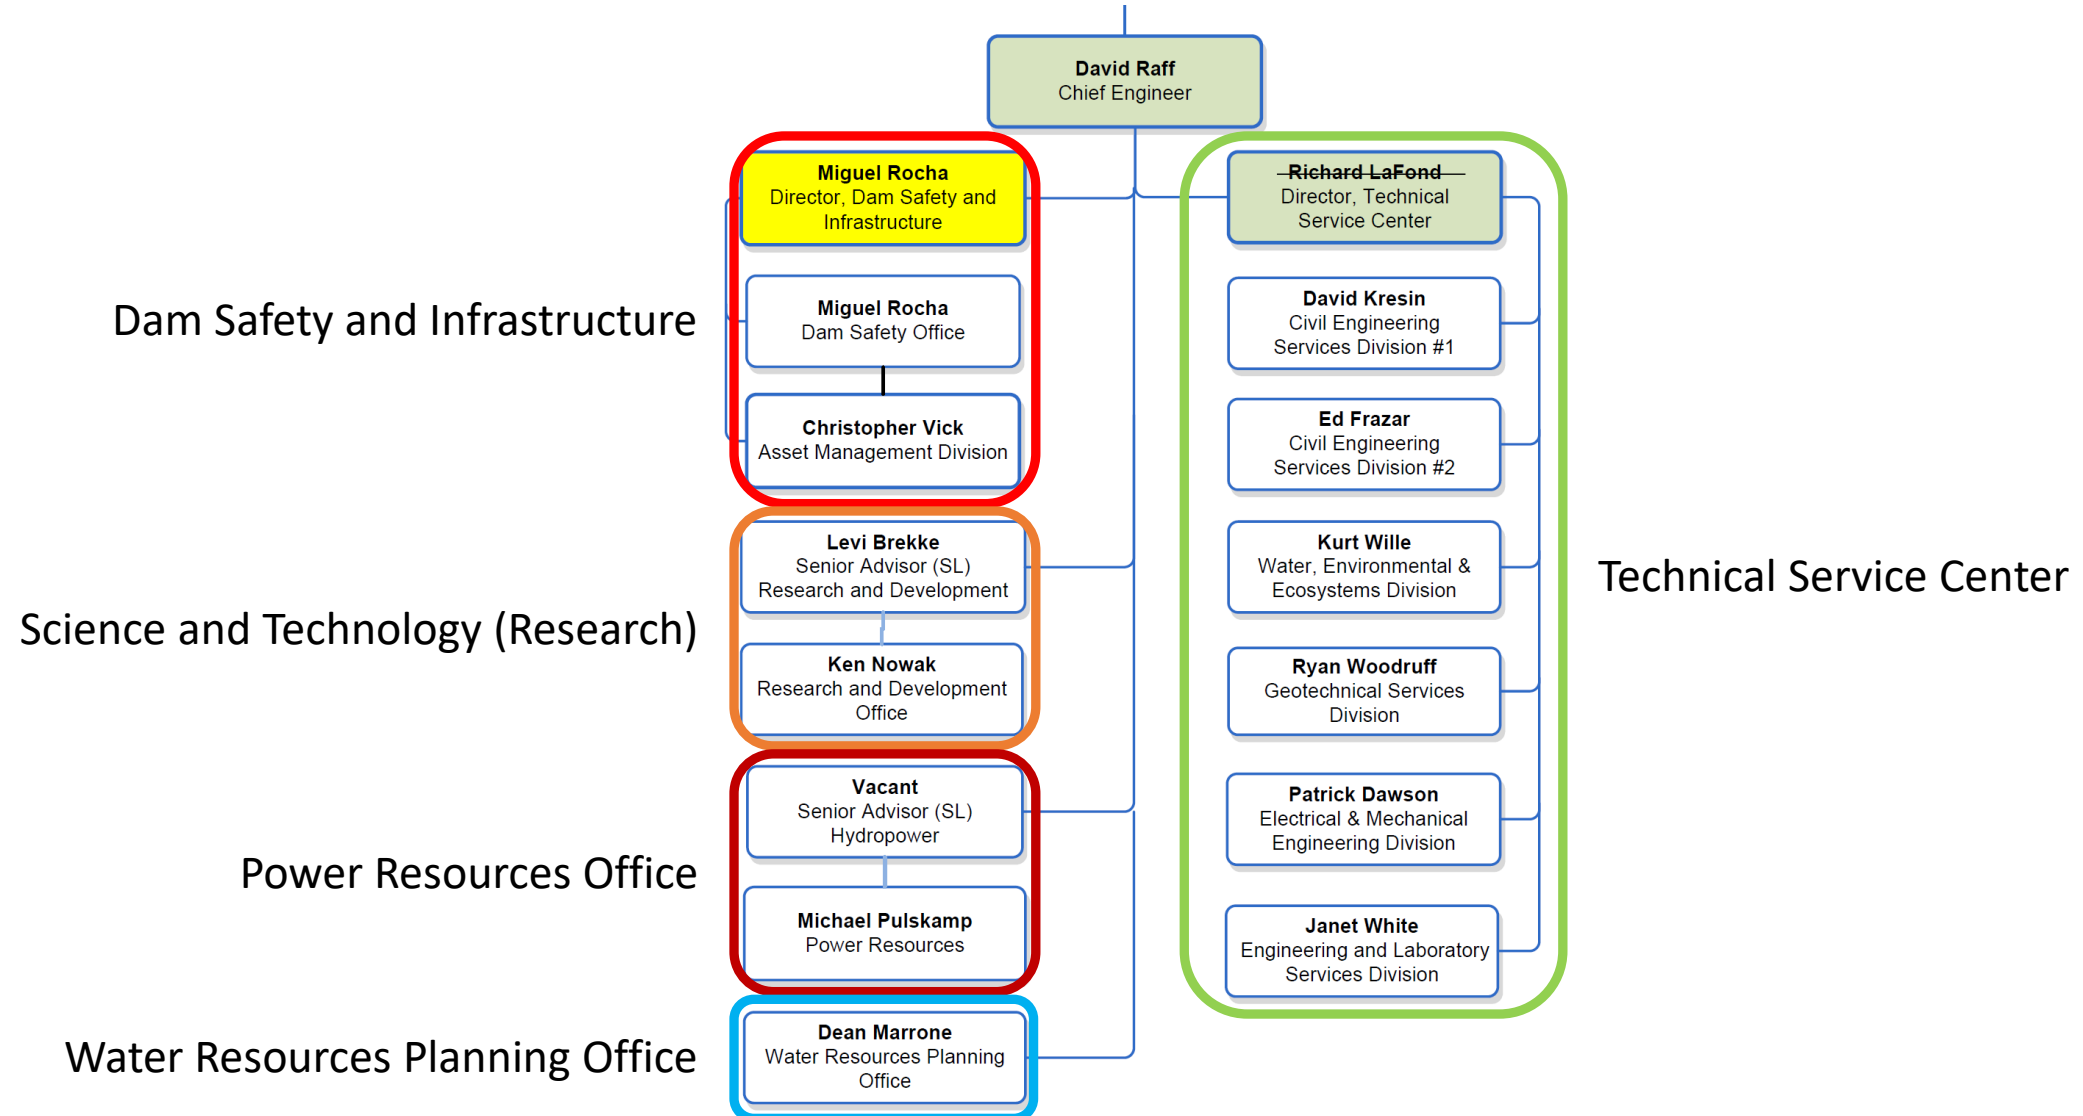 David Raff
Chief Engineer
Dam Safety and Infrastructure
Miguel Rocha
Director, Dam Safety and
Infrastructure
Miguel Rocha
Dam Safety Office
Christopher Vick
Asset Management Division
Science and Technology (Research)
Levi Brekke
Senior Advisor (SL)
Research and Development
Ken Nowak
Research and Development
Office
Power Resources Office
Vacant
Senior Advisor (SL)
Hydropower
Michael Pulskamp
Power Resources
Water Resources Planning Office
Dean Marrone
Water Resources Planning
Office
Richard LaFond
Director, Technical
Service Center
David Kresin
Civil Engineering
Services Division #1
Ed Frazar
Civil Engineering
Services Division #2
Kurt Wille
Water, Environmental &
Ecosystems Division
Ryan Woodruff
Geotechnical Services
Division
Patrick Dawson
Electrical & Mechanical
Engineering Division
Janet White
Engineering and Laboratory
Services Division
Technical Service Center